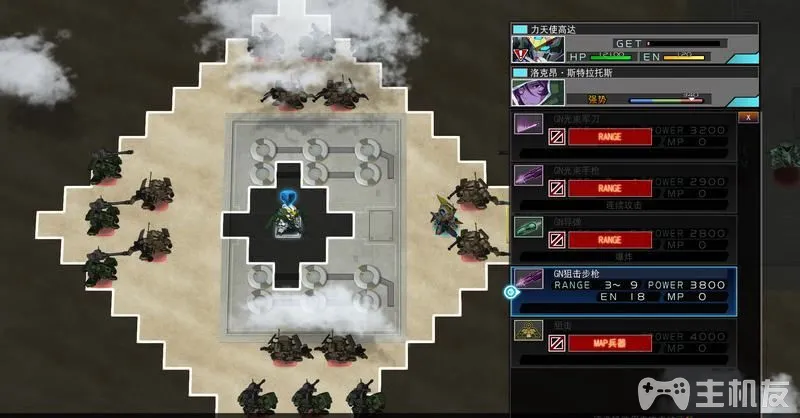 力天使高达
GET
HP 12100 EN 120
洛克昂·斯特拉托斯
强势 340
X
GN光束军刀
RANGE POWER 3200
MP 0
GN光束手枪
RANGE POWER 2900
MP 0
连续攻击
GN导弹
RANGE POWER 2800
MP 0
爆炸
GN狙击步枪
RANGE 3~ 9 POWER 3800
EN 18 MP 0
狙击
MAP兵器 POWER 4000
MP 0
主机友